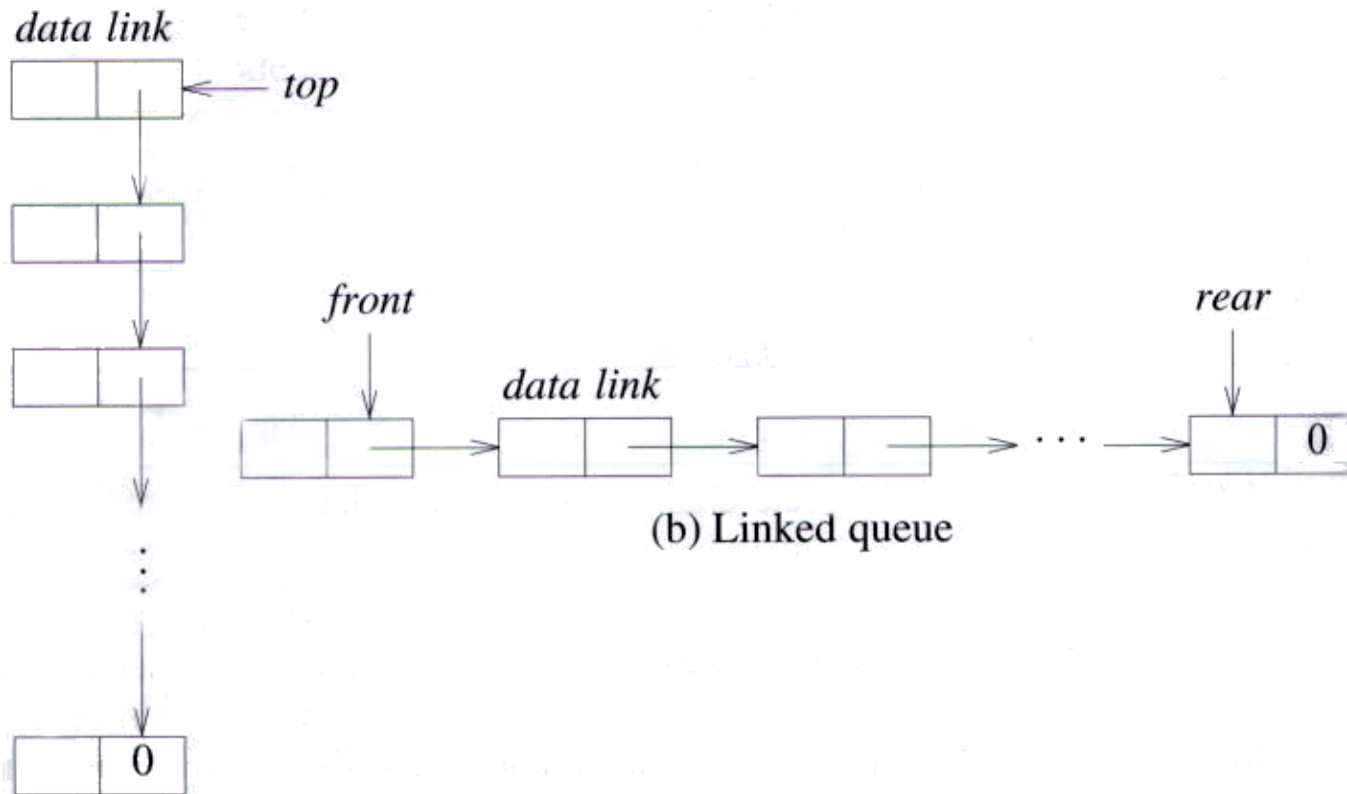 data link
top
front
rear
data link
. . .
0
(b) Linked queue
0